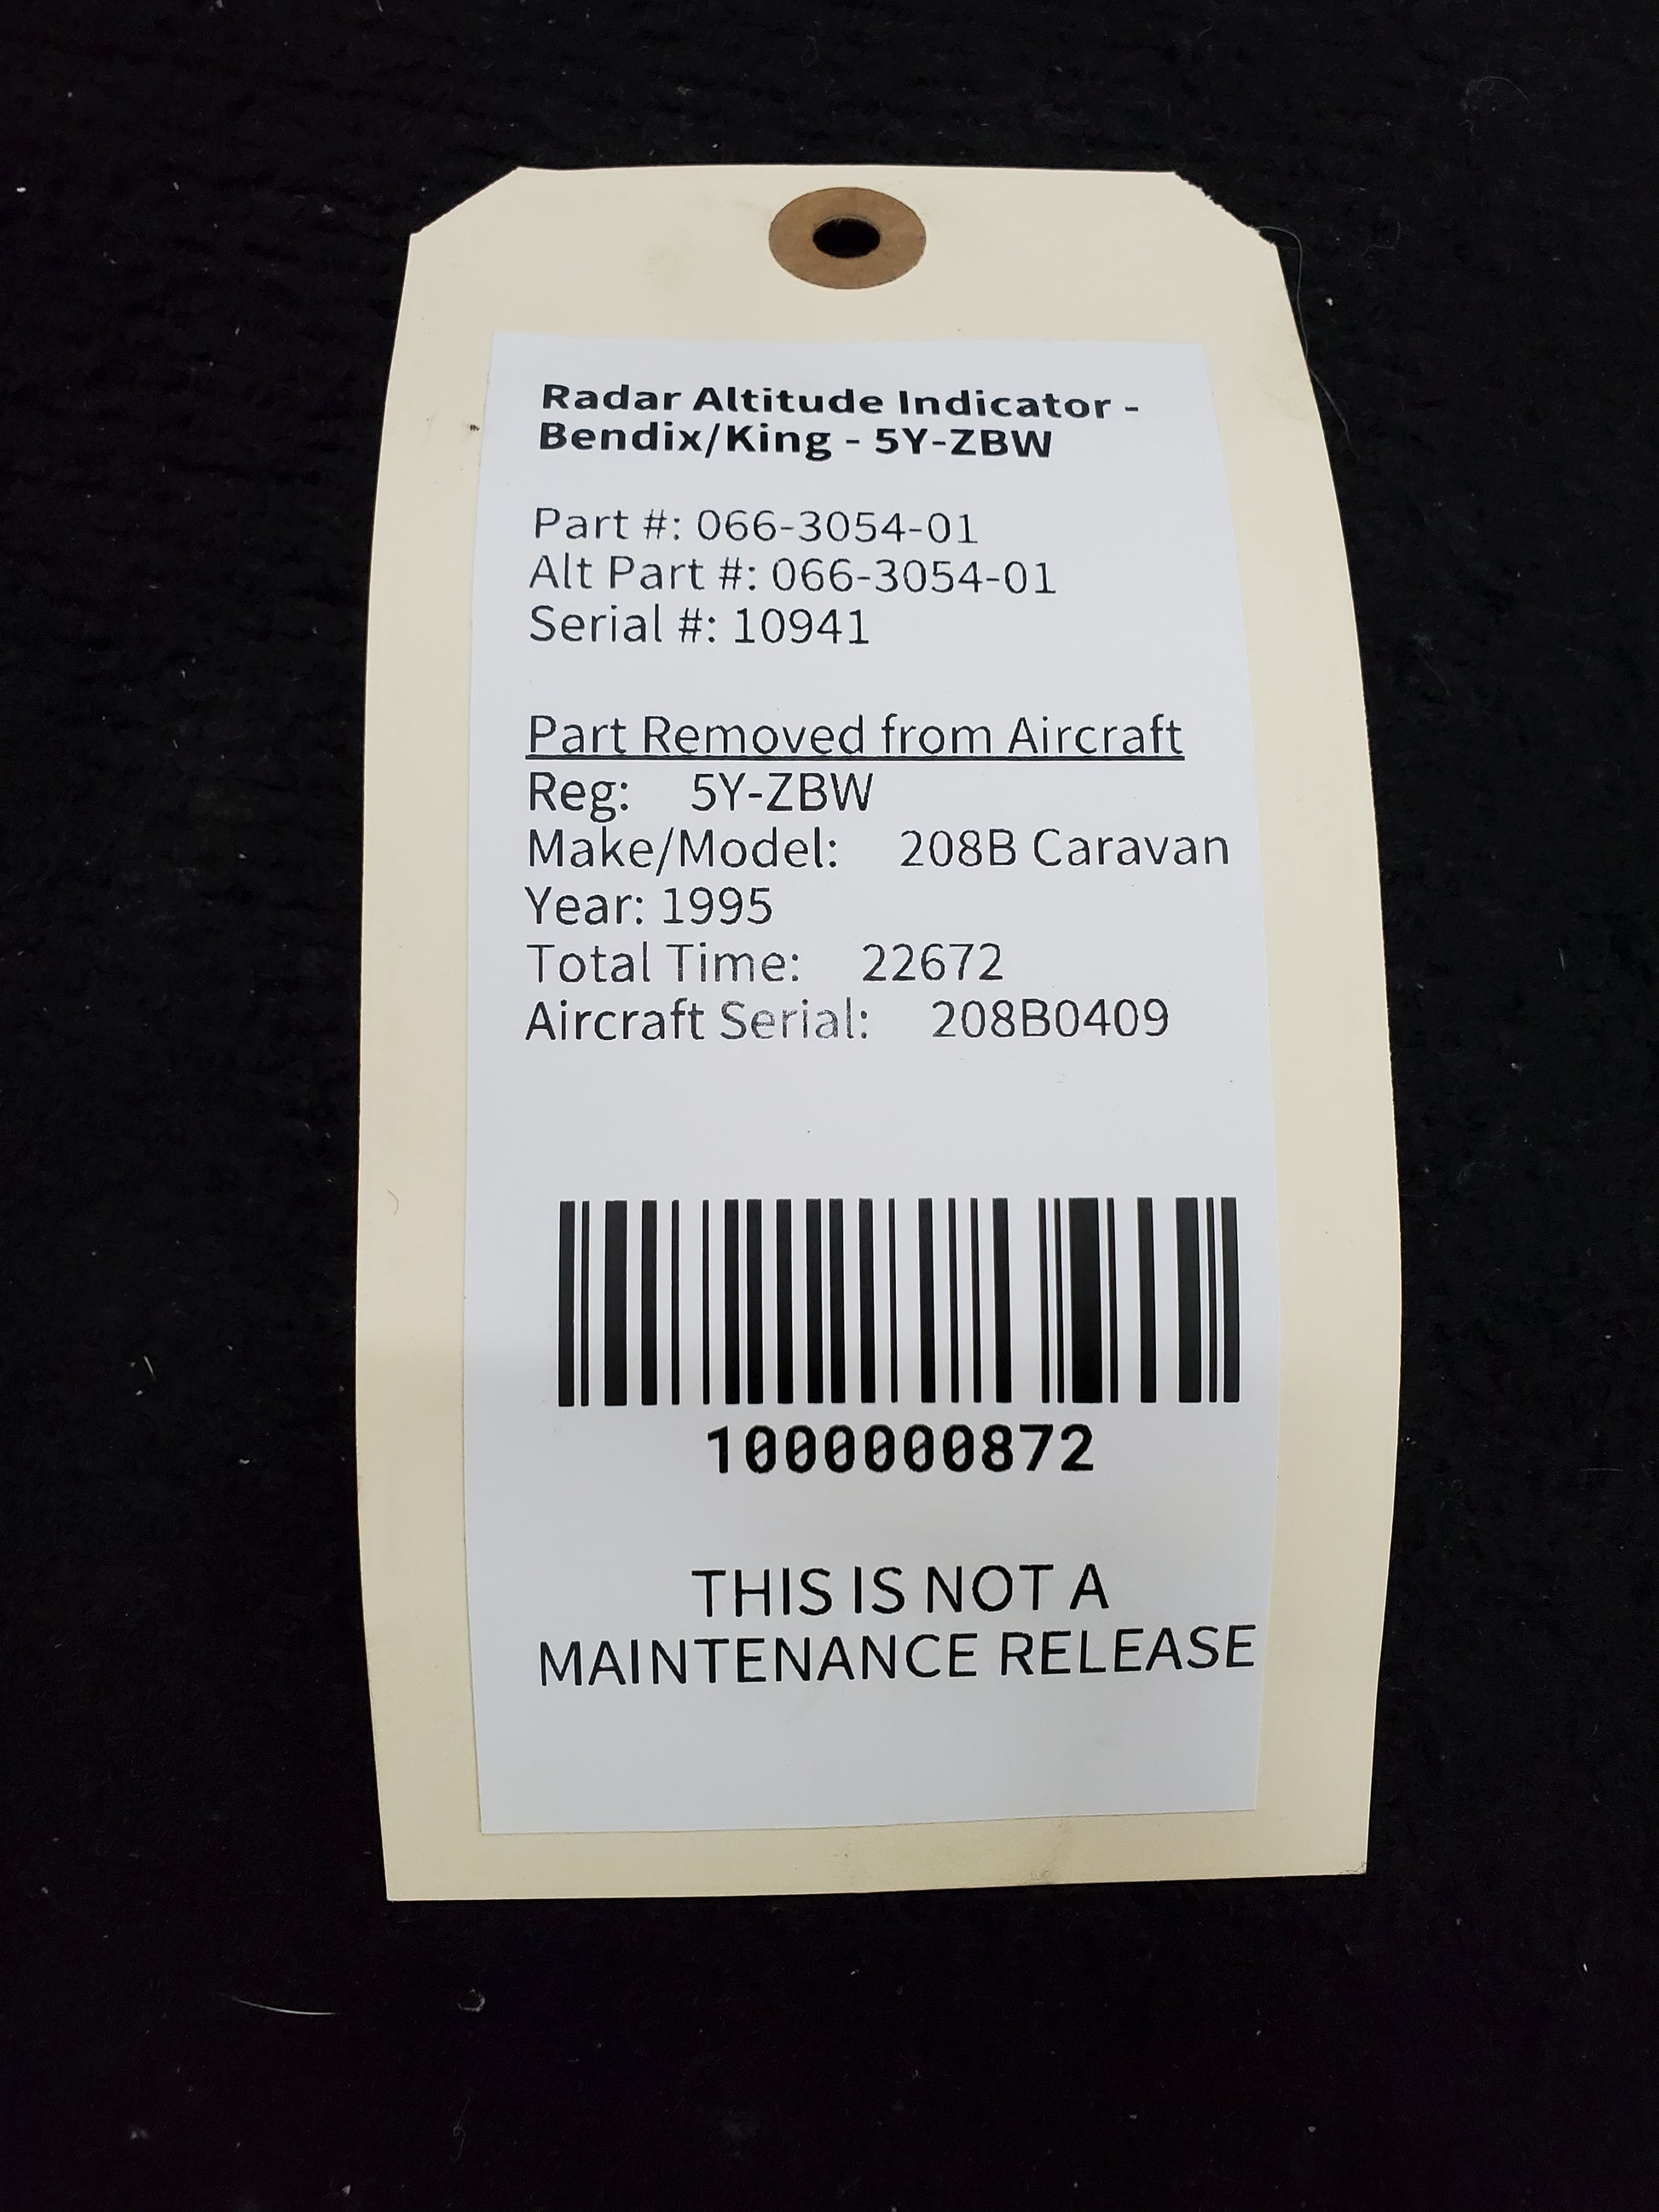 Radar Altitude Indicator -
Bendix/King - 5Y-ZBW
Part #: 066-3054-01
Alt Part #: 066-3054-01
Serial #: 10941
Part Removed from Aircraft
Reg: 5Y-ZBW
Make/Model: 208B Caravan
Year: 1995
Total Time: 22672
Aircraft Serial: 208B0409
1000000872
THIS IS NOT A
MAINTENANCE RELEASE